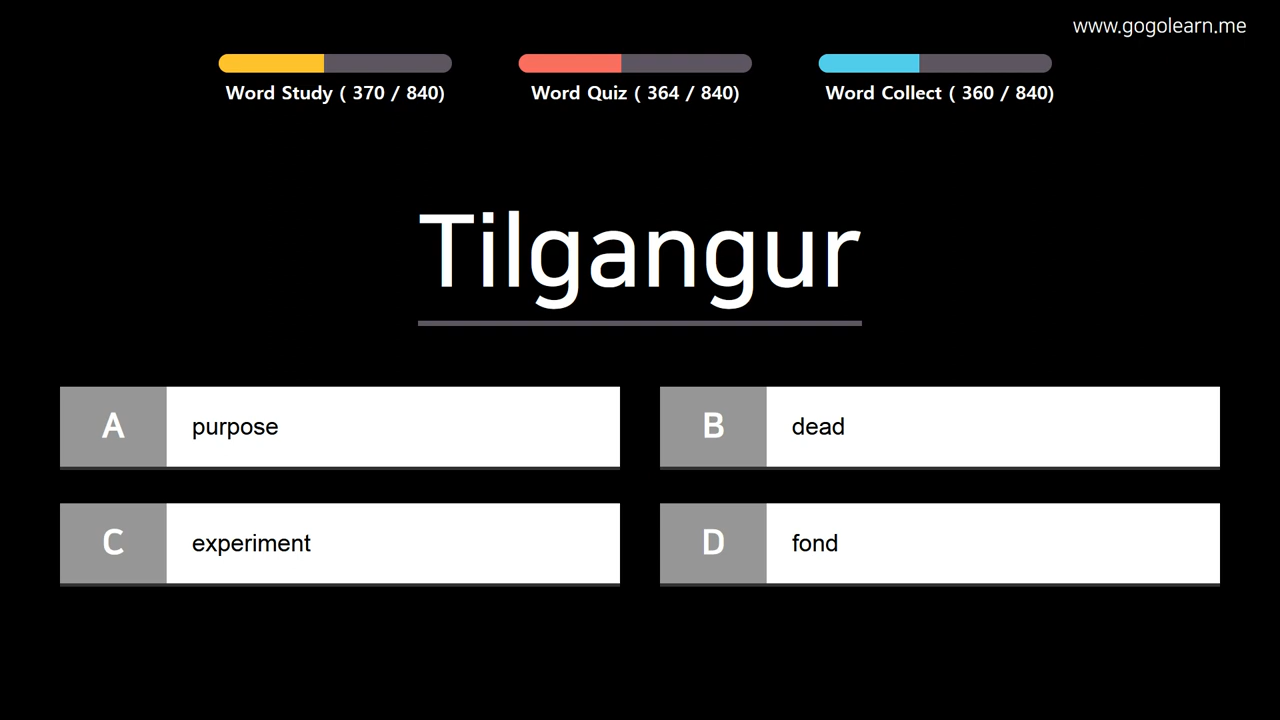 www.gogolearn.me
Word Study ( 370 / 840)
Word Quiz ( 364 / 840)
Word Collect ( 360 / 840)
Tilgangur
A
purpose
B
dead
C
experiment
D
fond